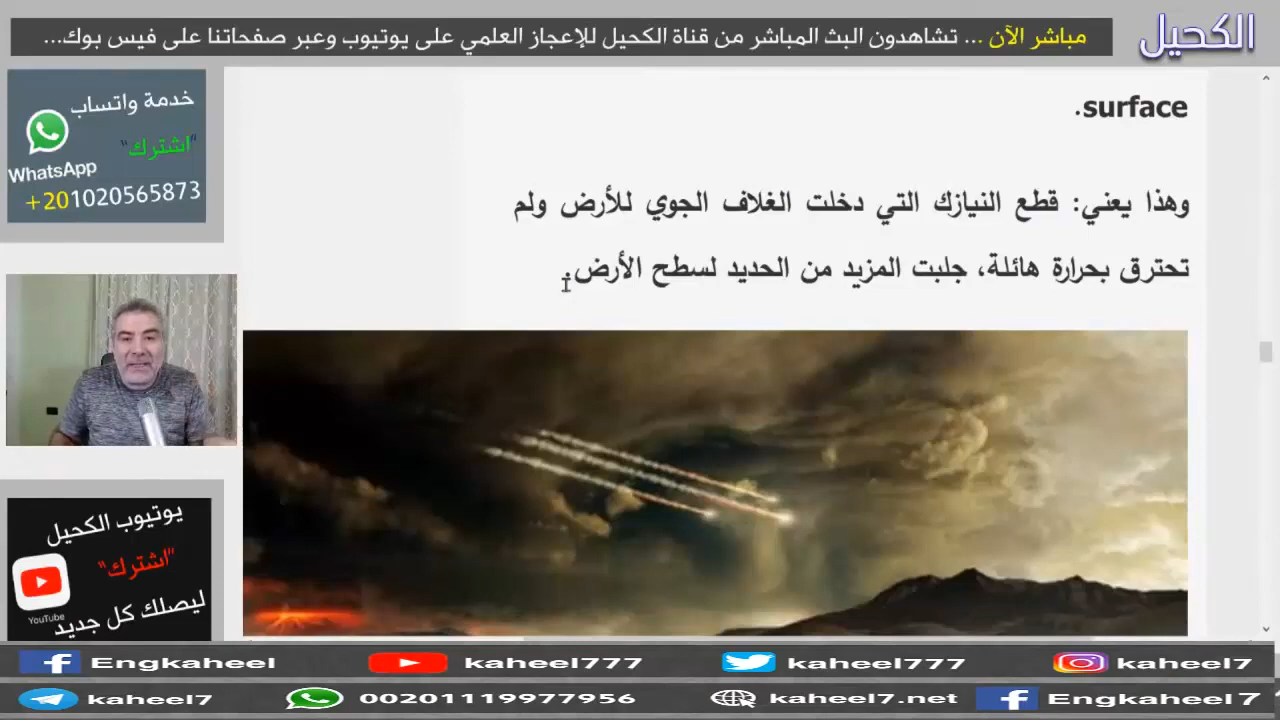 مباشر الآن ... تشاهدون البث المباشر من قناة الكحيل للإعجاز العلمي على يوتيوب وعبر صفحاتنا على فيس بوك...
الكحيل
خدمة واتساب
"اشترك"
WhatsApp
+201020565873
surface.
وهذا يعني: قطع النيازك التي دخلت الغلاف الجوي للأرض ولم
تحترق بحرارة هائلة، جلبت المزيد من الحديد لسطح الأرض.
يوتيوب الكحيل
"اشترك"
YouTube
ليصلك كل جديد
Engkaheel kaheel777 kaheel777 kaheel7
kaheel7 00201119977956 kaheel7.net Engkaheel7